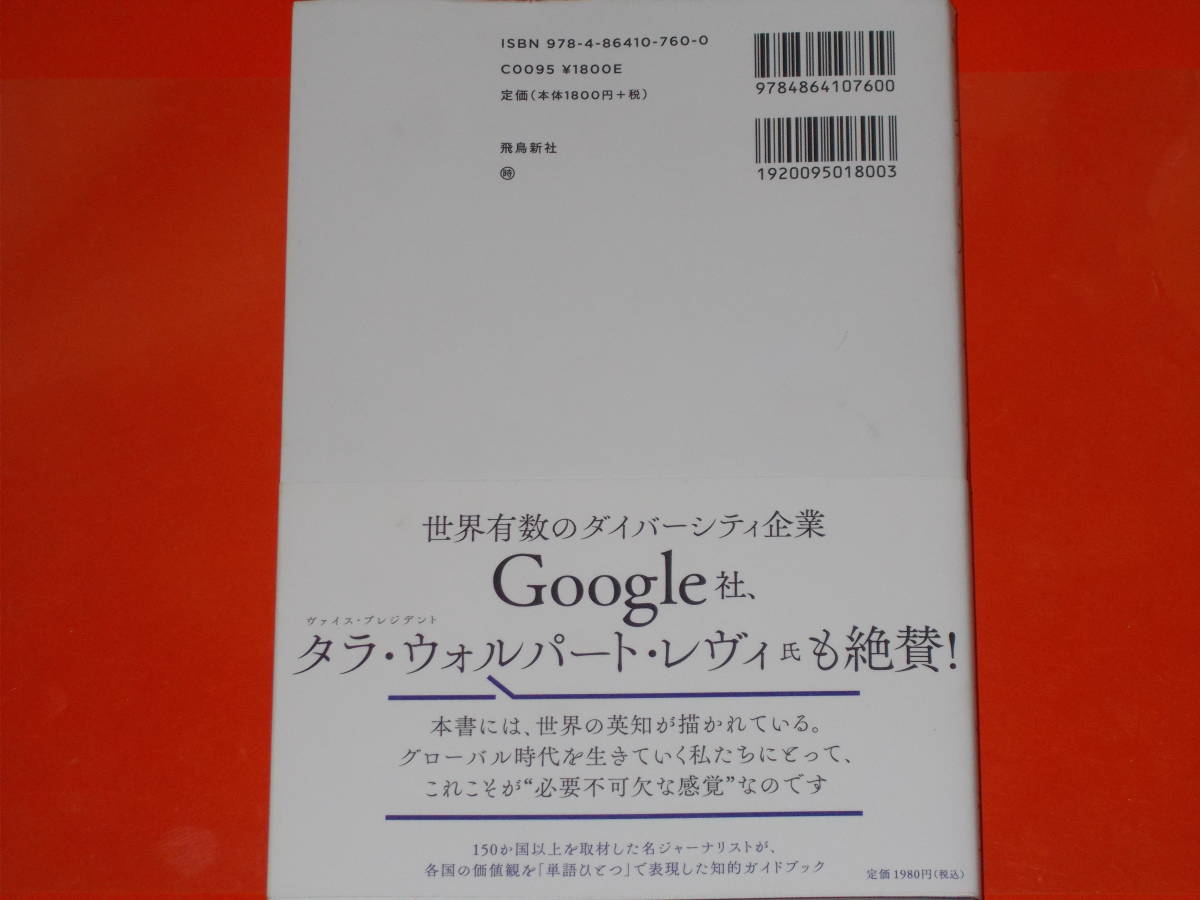 ISBN 978-4-86410-760-0
C0095 ¥1800E
定価(本体1800円+税)
飛鳥新社
㊕
9784864107600
1920095018003
世界有数のダイバーシティ企業
Google社、
ヴァイス・プレジデント
タラ・ウォルパート・レヴィ氏も絶賛!
本書には、世界の英知が描かれている。
グローバル時代を生きていく私たちにとって、
これこそが“必要不可欠な感覚”なのです
150か国以上を取材した名ジャーナリストが、
各国の価値観を「単語ひとつ」で表現した知的ガイドブック
定価1980円(税込)